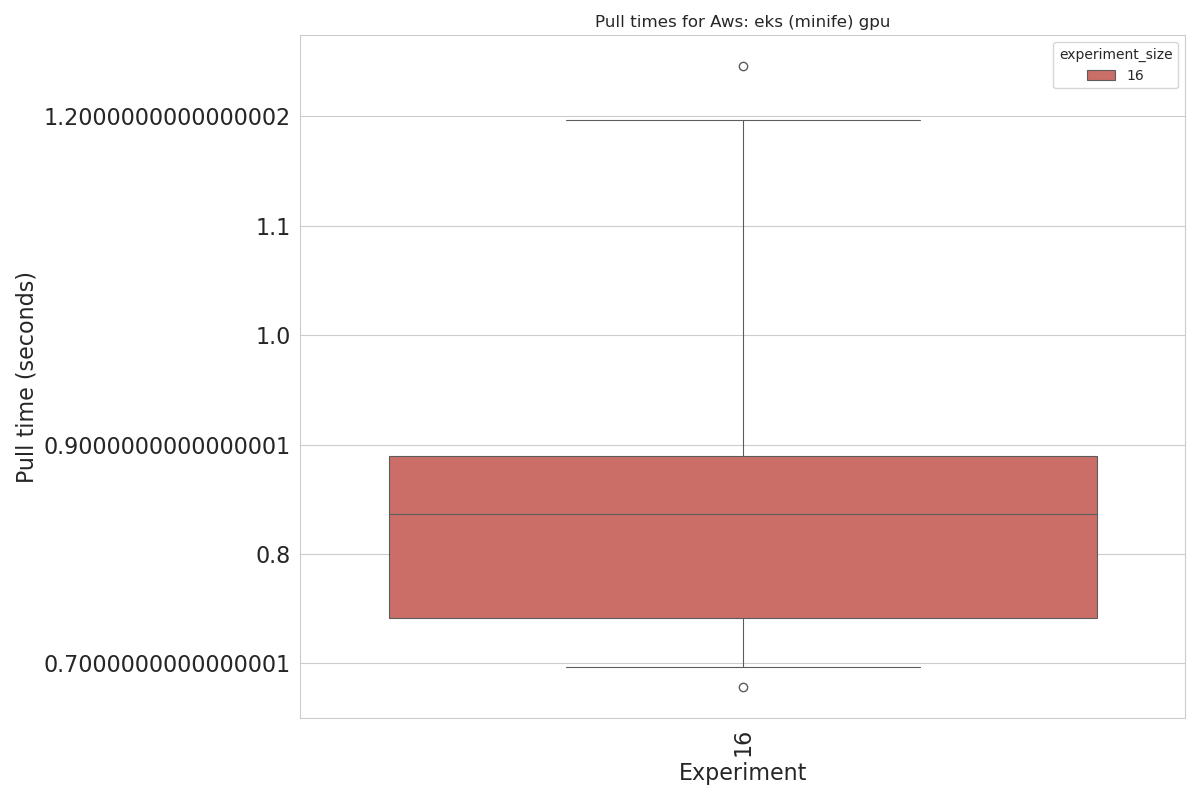 Pull times for Aws: eks (minife) gpu
experiment_size
16
1.2000000000000002
1.1
1.0
0.9000000000000001
0.8
0.7000000000000001
Pull time (seconds)
16
Experiment